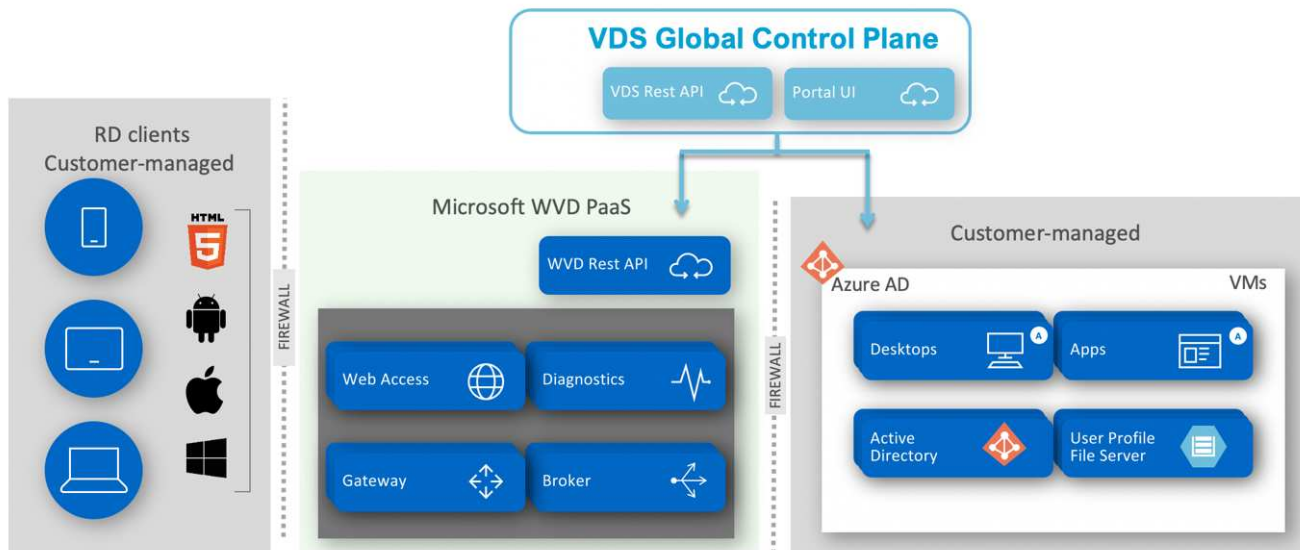 VDS Global Control Plane
VDS Rest API
Portal UI
RD clients
Customer-managed
HTML
5
FIREWALL
Microsoft WVD PaaS
WVD Rest API
Web Access
Diagnostics
Gateway
Broker
FIREWALL
Customer-managed
Azure AD
VMs
Desktops
A
Apps
A
Active
Directory
User Profile
File Server